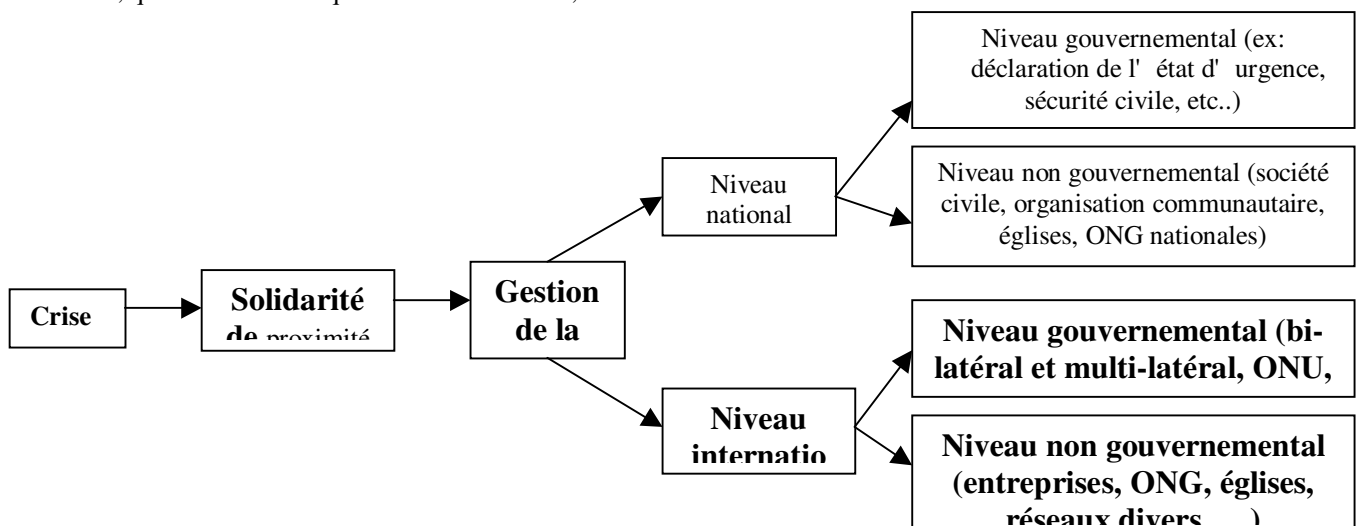 Niveau gouvernemental (ex:
déclaration de l' état d' urgence,
sécurité civile, etc..)
Niveau non gouvernemental (société
civile, organisation communautaire,
églises, ONG nationales)
Niveau
national
Crise
Solidarité
de proximité
Gestion
de la
Niveau
internatio
Niveau gouvernemental (bi-
latéral et multi-latéral, ONU,
Niveau non gouvernemental
(entreprises, ONG, églises,
réseaux divers ...)